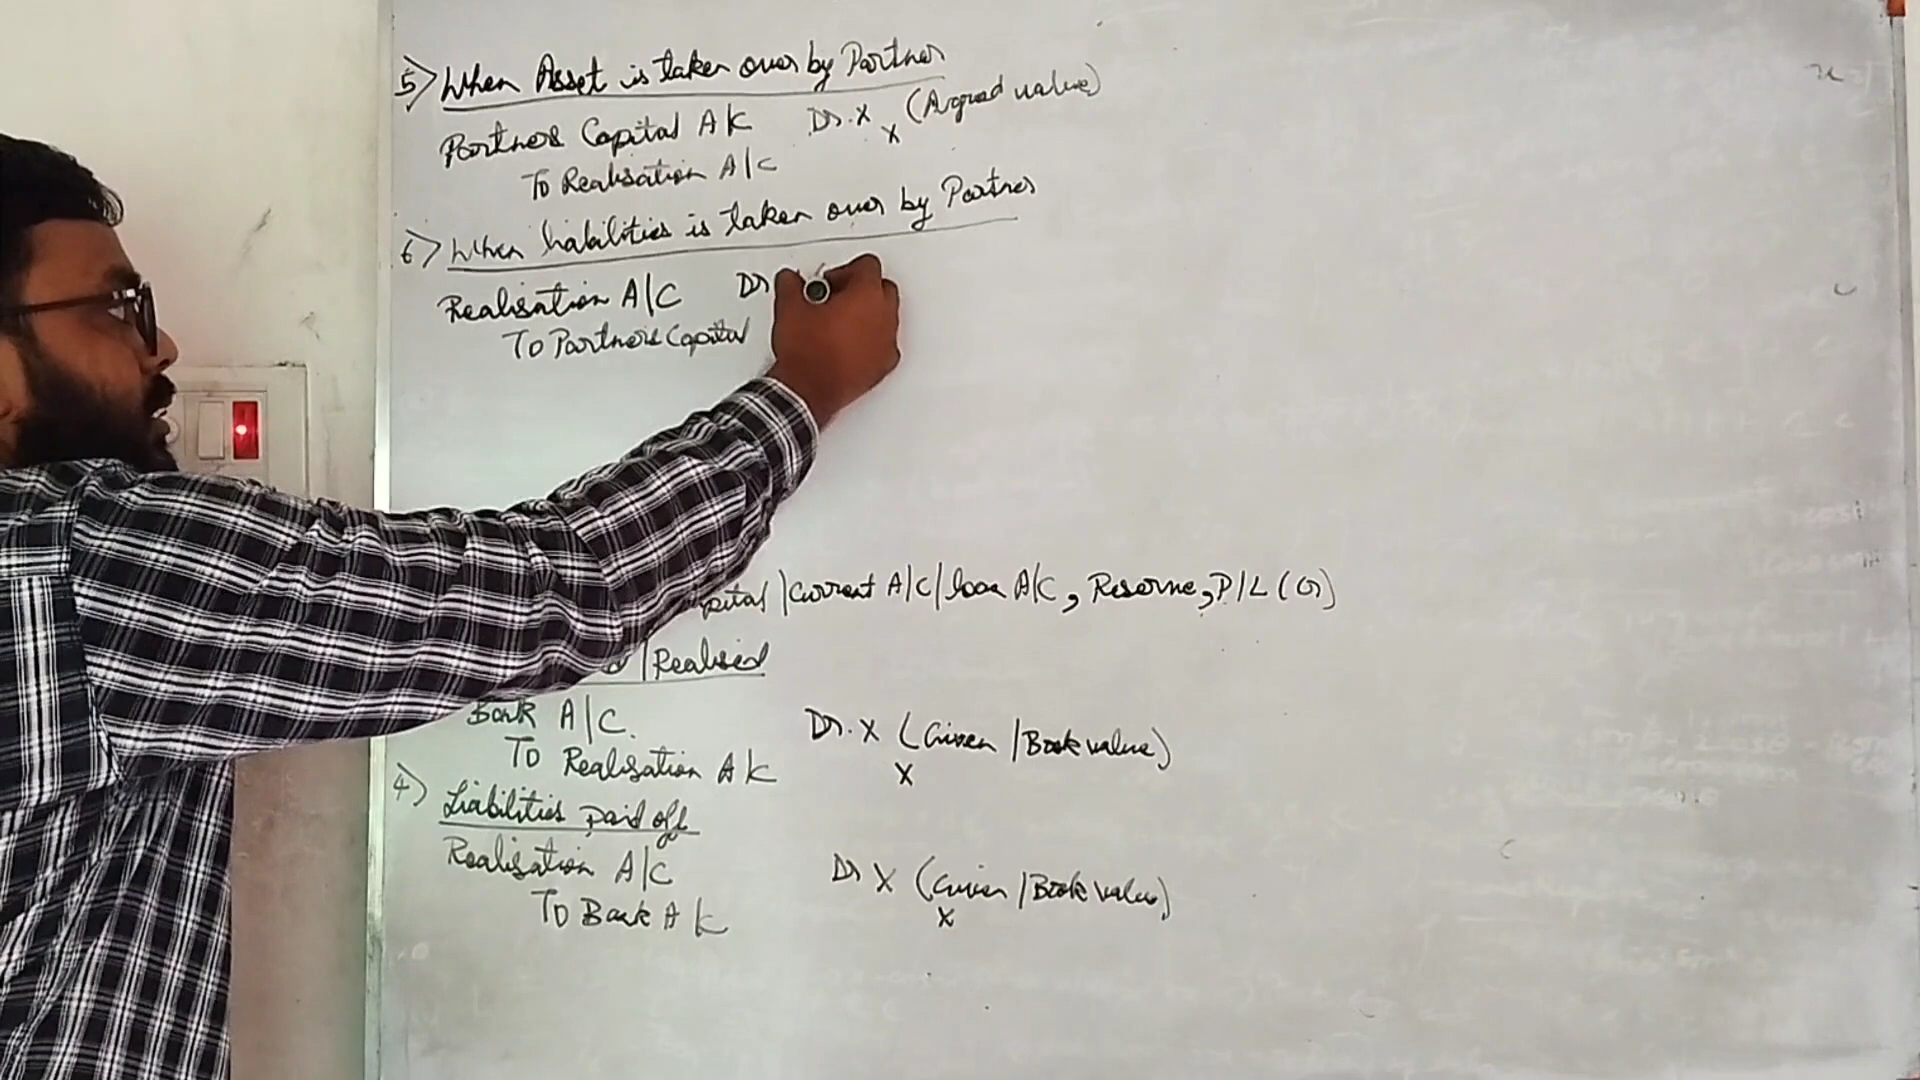 5) When Asset is taken over by Partner
Partners Capital A/C Dr. X (Agreed value)
To Realisation A/C X
6) When liabilities is taken over by Partner
Realisation A/C Dr
To Partners Capital
Current A/C / loan A/C, Reserve, P/L (Cr)
/ Realised
Bank A/C. Dr. X (Given / Book value)
To Realisation A/C X
4) Liabilities paid off
Realisation A/C Dr X (Given / Book value)
To Bank A/C X